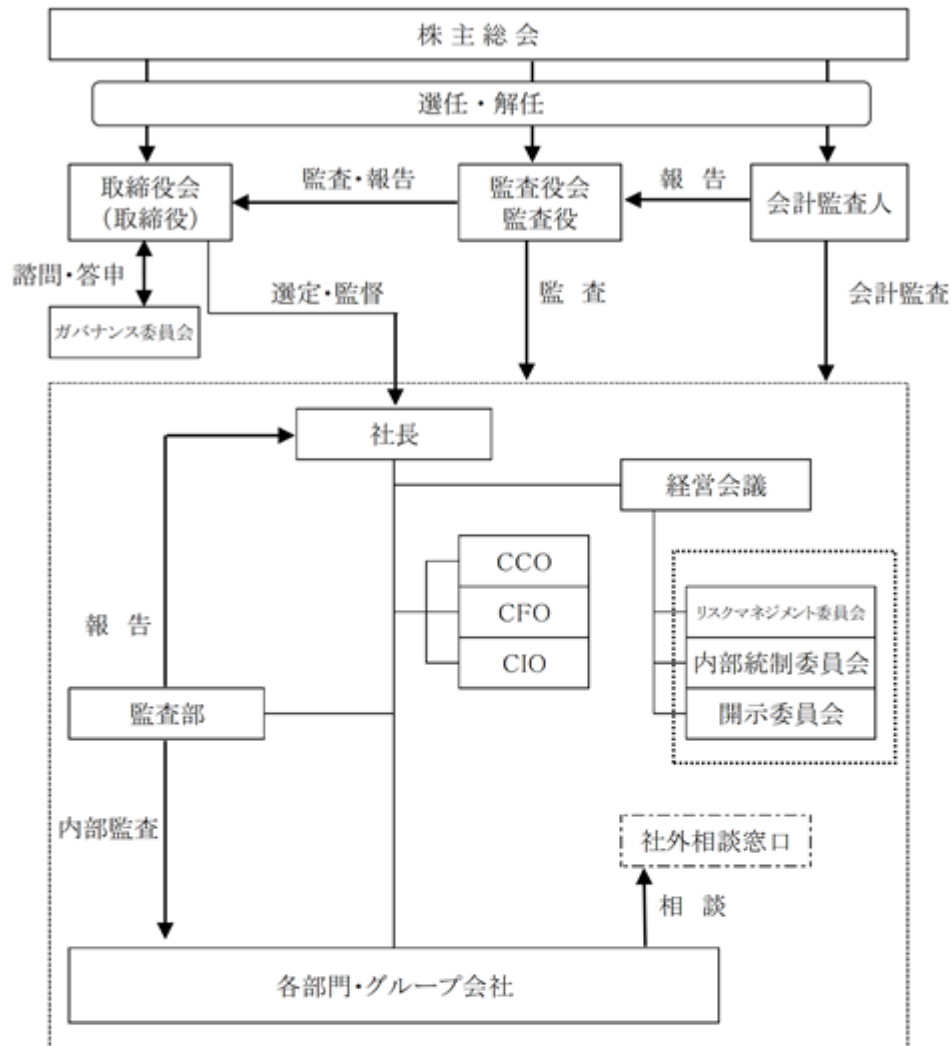 株主総会
選任・解任
取締役会
(取締役)
監査・報告
監査役会
監査役
報 告
会計監査人
諮問・答申
選定・監督
監 査
会計監査
ガバナンス委員会
社長
経営会議
CCO
CFO
CIO
リスクマネジメント委員会
内部統制委員会
開示委員会
報 告
監査部
内部監査
社外相談窓口
相 談
各部門・グループ会社